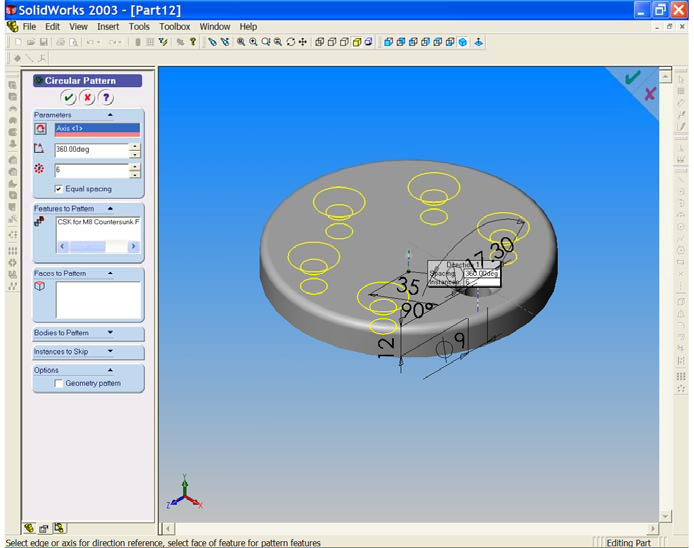 SolidWorks 2003 - [Part12]
File Edit View Insert Tools Toolbox Window Help
Circular Pattern
Parameters
Axis <1>
360.00deg
6
Equal spacing
Features to Pattern
CSK for M8 Countersunk F
Faces to Pattern
Bodies to Pattern
Instances to Skip
Options
Geometry pattern
17.30
Direction 1
Spacing: 360.00deg
Instances: 6
35
90°
12
Ø9
Y
Z
X
Select edge or axis for direction reference, select face of feature for pattern features
Editing Part